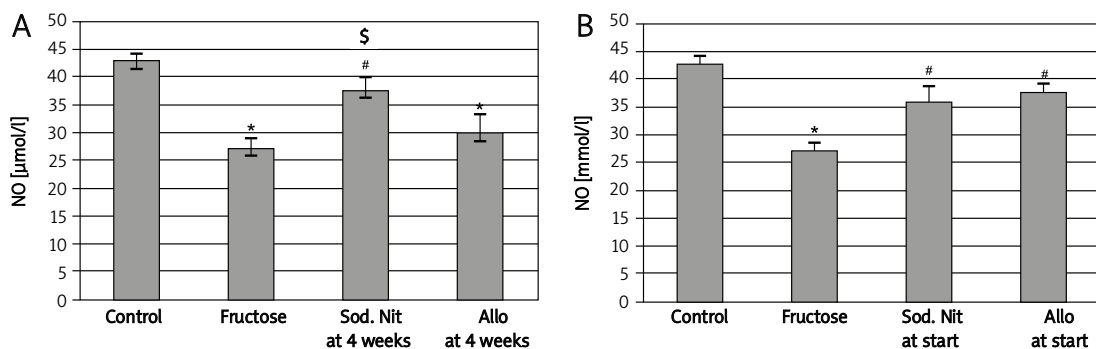 A
NO [µmol/l]
50
45
40
35
30
25
20
15
10
5
0
*
$
#
*
Control
Fructose
Sod. Nit
at 4 weeks
Allo
at 4 weeks
B
NO [mmol/l]
50
45
40
35
30
25
20
15
10
5
0
*
#
#
Control
Fructose
Sod. Nit
at start
Allo
at start